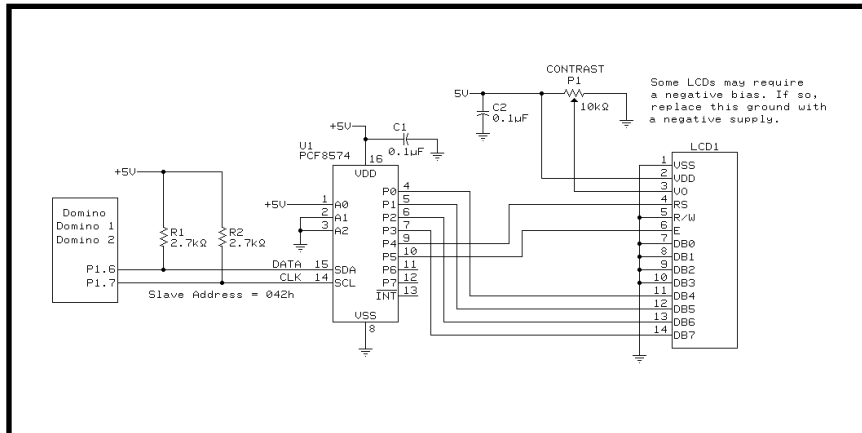 CONTRAST
P1
5V
10kΩ
C2
0.1µF
Some LCDs may require
a negative bias. If so,
replace this ground with
a negative supply.
+5V
C1
0.1µF
U1
PCF8574
16
VDD
LCD1
+5V
+5V
Domino
Domino 1
Domino 2
P1.6
P1.7
R1
2.7kΩ
R2
2.7kΩ
DATA
CLK
Slave Address = 042h
1 A0
2 A1
3 A2
15 SDA
14 SCL
VSS
8
P0 4
P1 5
P2 6
P3 7
P4 9
P5 10
P6 11
P7 12
INT 13
1 VSS
2 VDD
3 VO
4 RS
5 R/W
6 E
7 DB0
8 DB1
9 DB2
10 DB3
11 DB4
12 DB5
13 DB6
14 DB7